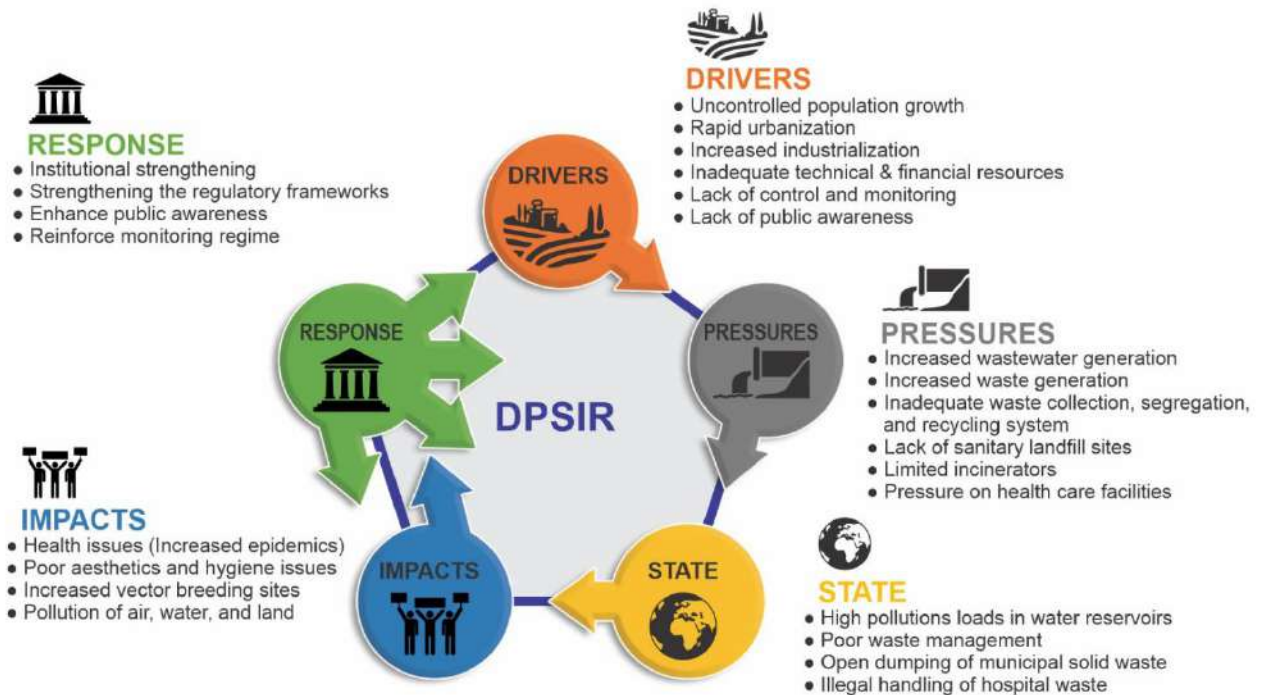 DRIVERS
● Uncontrolled population growth
● Rapid urbanization
● Increased industrialization
● Inadequate technical & financial resources
● Lack of control and monitoring
● Lack of public awareness
RESPONSE
● Institutional strengthening
● Strengthening the regulatory frameworks
● Enhance public awareness
● Reinforce monitoring regime
DRIVERS
RESPONSE
PRESSURES
DPSIR
IMPACTS
STATE
PRESSURES
● Increased wastewater generation
● Increased waste generation
● Inadequate waste collection, segregation,
and recycling system
● Lack of sanitary landfill sites
● Limited incinerators
● Pressure on health care facilities
IMPACTS
● Health issues (Increased epidemics)
● Poor aesthetics and hygiene issues
● Increased vector breeding sites
● Pollution of air, water, and land
STATE
● High pollutions loads in water reservoirs
● Poor waste management
● Open dumping of municipal solid waste
● Illegal handling of hospital waste